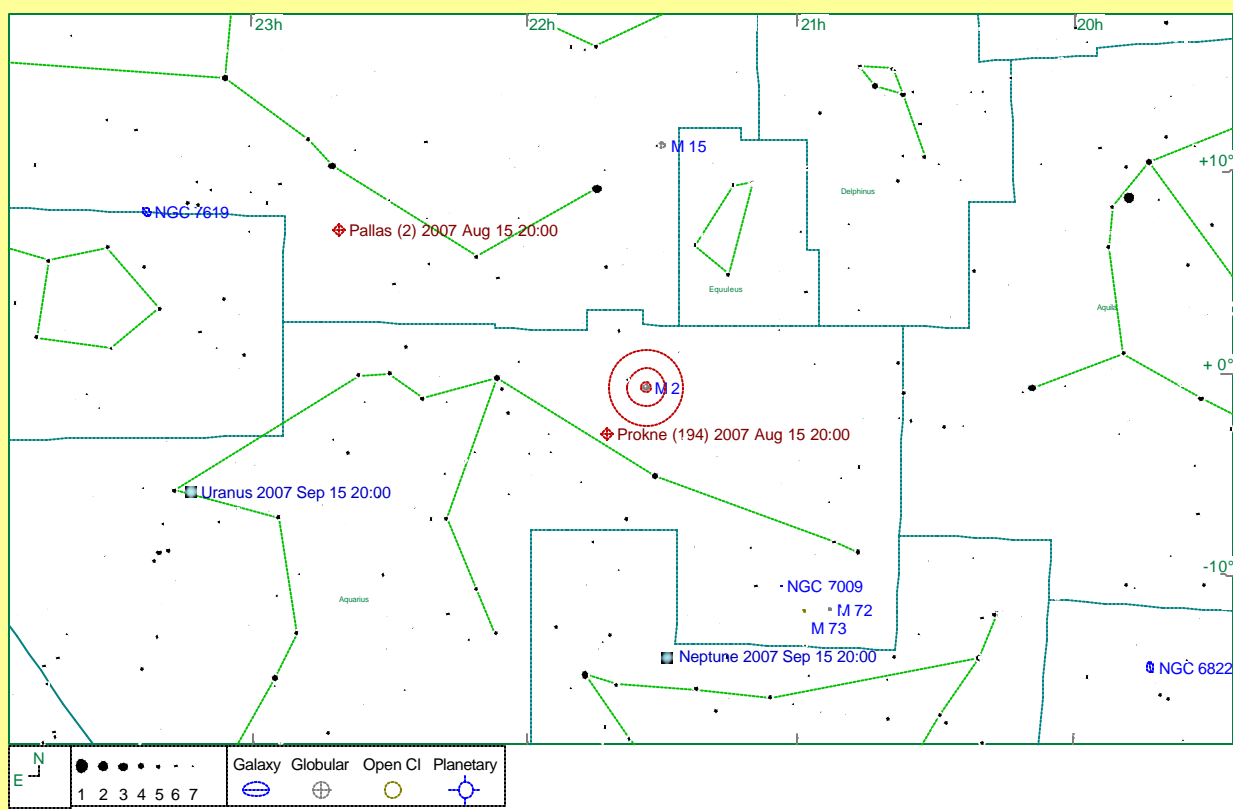 23h
22h
21h
20h
M 15
+10°
Delphinus
NGC 7619
Pallas (2) 2007 Aug 15 20:00
Equuleus
Aquila
+ 0°
M 2
Prokne (194) 2007 Aug 15 20:00
Uranus 2007 Sep 15 20:00
-10°
NGC 7009
Aquarius
M 72
M 73
Neptune 2007 Sep 15 20:00
NGC 6822
N
E
Galaxy Globular Open Cl Planetary
1 2 3 4 5 6 7